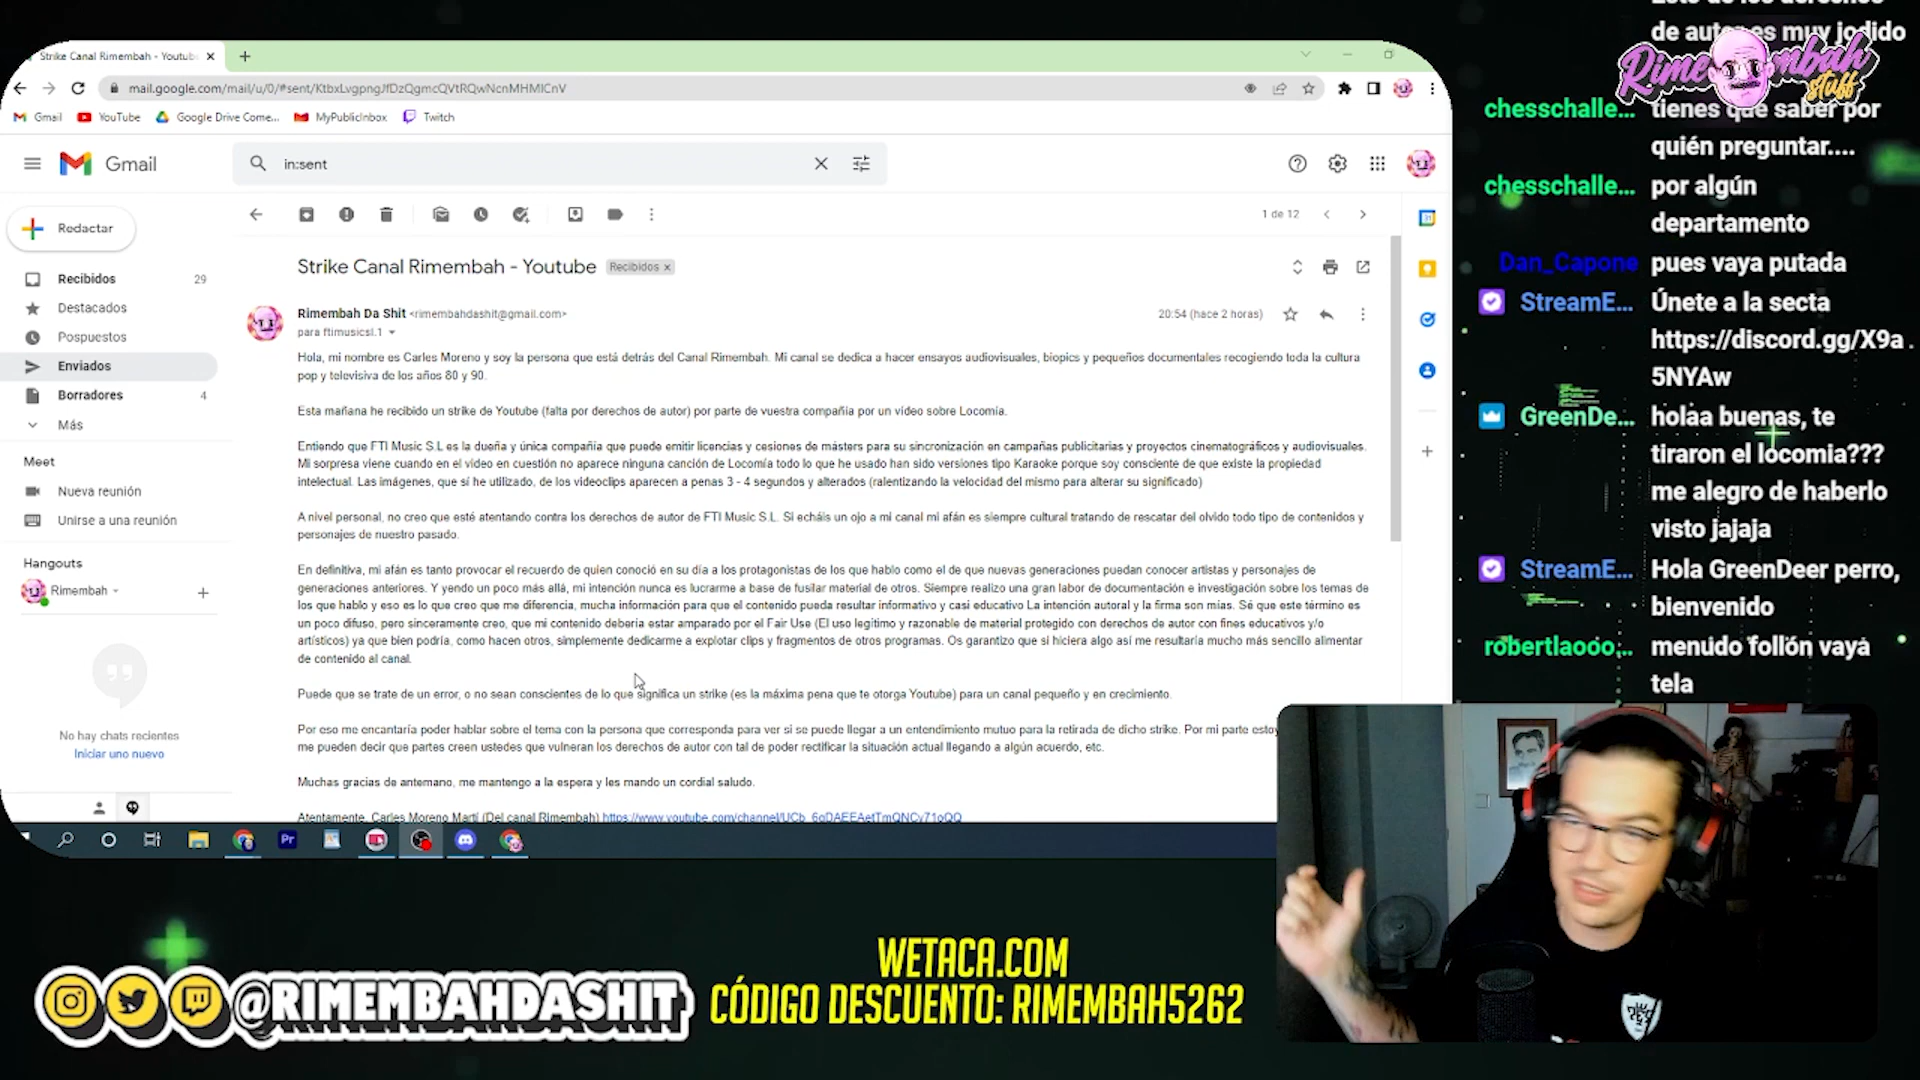 Strike Canal Rimembah - Youtub
mail.google.com/mail/u/0/#sent/KtbxLvgpngJfDzQgmcQVtRQwNcnMHMlCnV
Gmail
YouTube
Google Drive Come...
MyPublicInbox
Twitch
Gmail
in:sent
Redactar
1 de 12
Recibidos 29
Destacados
Pospuestos
Enviados
Borradores 4
Más
Meet
Nueva reunión
Unirse a una reunión
Hangouts
Rimembah
No hay chats recientes
Iniciar uno nuevo
Strike Canal Rimembah - Youtube Recibidos x
Rimembah Da Shit <rimembahdashit@gmail.com>
20:54 (hace 2 horas)
para ftimusicsl.1
Hola, mi nombre es Carles Moreno y soy la persona que está detrás del Canal Rimembah. Mi canal se dedica a hacer ensayos audiovisuales, biopics y pequeños documentales recogiendo toda la cultura
pop y televisiva de los años 80 y 90.
Esta mañana he recibido un strike de Youtube (falta por derechos de autor) por parte de vuestra compañía por un vídeo sobre Locomía.
Entiendo que FTI Music S.L es la dueña y única compañía que puede emitir licencias y cesiones de másters para su sincronización en campañas publicitarias y proyectos cinematográficos y audiovisuales.
Mi sorpresa viene cuando en el vídeo en cuestión no aparece ninguna canción de Locomía todo lo que he usado han sido versiones tipo Karaoke porque soy consciente de que existe la propiedad
intelectual. Las imágenes, que sí he utilizado, de los videoclips aparecen a penas 3 - 4 segundos y alterados (ralentizando la velocidad del mismo para alterar su significado)
A nivel personal, no creo que esté atentando contra los derechos de autor de FTI Music S.L. Si echáis un ojo a mi canal mi afán es siempre cultural tratando de rescatar del olvido todo tipo de contenidos y
personajes de nuestro pasado.
En definitiva, mi afán es tanto provocar el recuerdo de quien conoció en su día a los protagonistas de los que hablo como el de que nuevas generaciones puedan conocer artistas y personajes de
generaciones anteriores. Y yendo un poco más allá, mi intención nunca es lucrarme a base de fusilar material de otros. Siempre realizo una gran labor de documentación e investigación sobre los temas de
los que hablo y eso es lo que creo que me diferencia, mucha información para que el contenido pueda resultar informativo y casi educativo La intención autoral y la firma son mías. Sé que este término es
un poco difuso, pero sinceramente creo, que mi contenido debería estar amparado por el Fair Use (El uso legítimo y razonable de material protegido con derechos de autor con fines educativos y/o
artísticos) ya que bien podría, como hacen otros, simplemente dedicarme a explotar clips y fragmentos de otros programas. Os garantizo que si hiciera algo así me resultaría mucho más sencillo alimentar
de contenido al canal.
Puede que se trate de un error, o no sean conscientes de lo que significa un strike (es la máxima pena que te otorga Youtube) para un canal pequeño y en crecimiento.
Por eso me encantaría poder hablar sobre el tema con la persona que corresponda para ver si se puede llegar a un entendimiento mutuo para la retirada de dicho strike. Por mi parte estoy
me pueden decir que partes creen ustedes que vulneran los derechos de autor con tal de poder rectificar la situación actual llegando a algún acuerdo, etc.
Muchas gracias de antemano, me mantengo a la espera y les mando un cordial saludo.
Atentamente, Carles Moreno Martí (Del canal Rimembah)
Rimembah
stuff
de autor es muy jodido
chesschalle... tienes que saber por
quién preguntar....
chesschalle... por algún
departamento
Dan_Capone pues vaya putada
StreamE... Únete a la secta
https://discord.gg/X9a
5NYAw
GreenDe... holaa buenas, te
tiraron el locomia???
me alegro de haberlo
visto jajaja
StreamE... Hola GreenDeer perro,
bienvenido
robertlaooo... menudo follón vaya
tela
@RIMEMBAHDASHIT
WETACA.COM
CÓDIGO DESCUENTO: RIMEMBAH5262